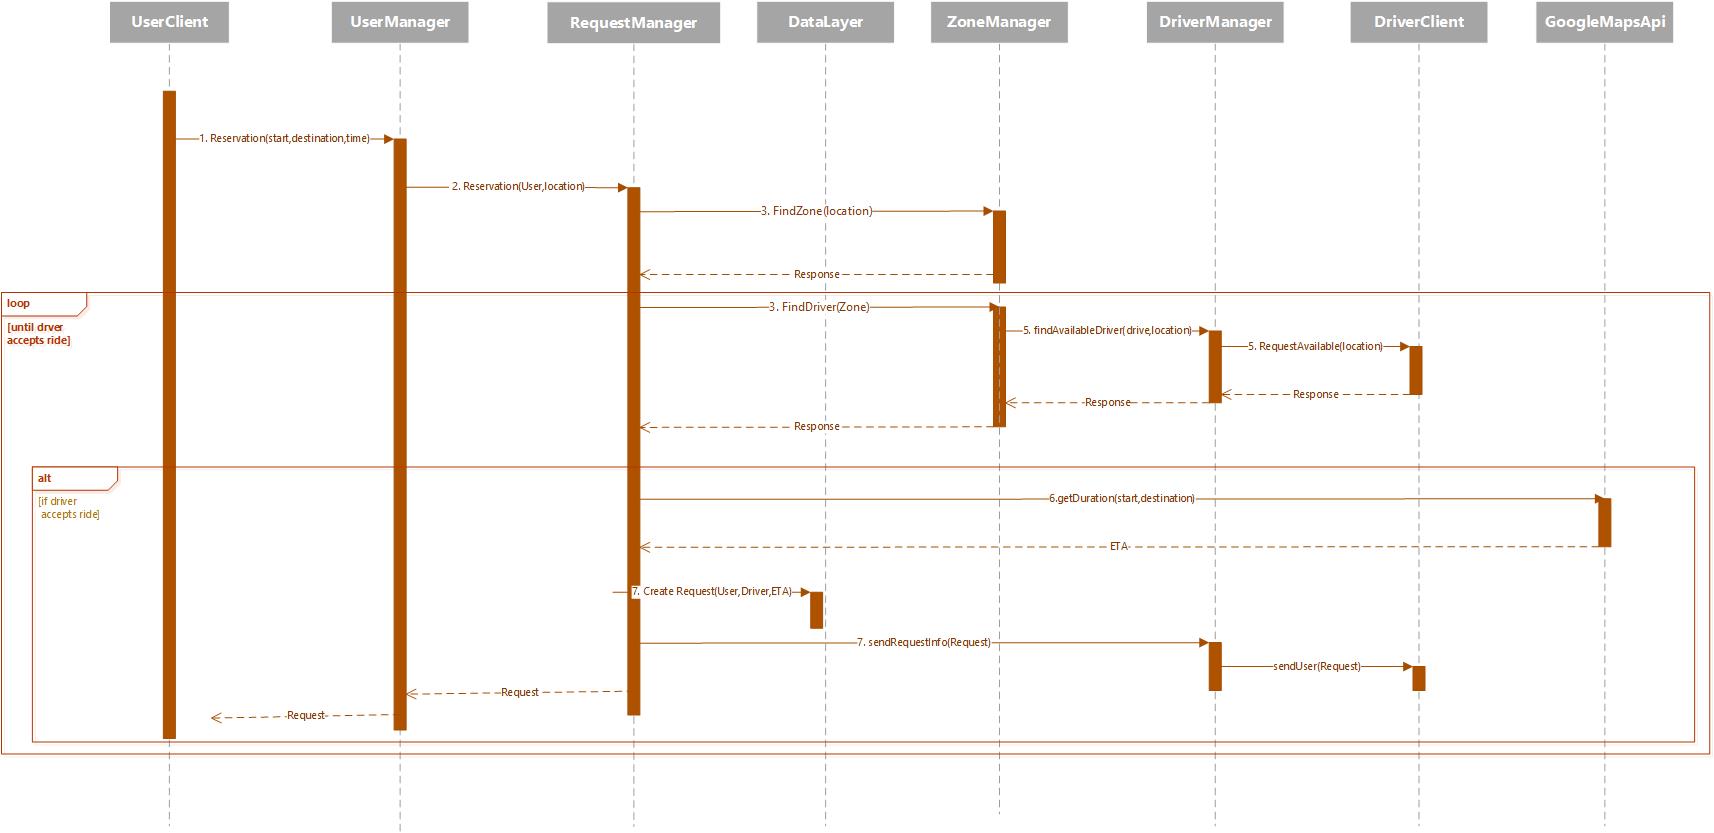 UserClient
UserManager
RequestManager
DataLayer
ZoneManager
DriverManager
DriverClient
GoogleMapsApi
1. Reservation(start,destination,time)
2. Reservation(User,location)
3. FindZone(location)
Response
loop
[until drver
accepts ride]
3. FindDriver(Zone)
5. findAvailableDriver(drive,location)
5. RequestAvailable(location)
Response
Response
Response
alt
[if driver
accepts ride]
6.getDuration(start,destination)
ETA
7. Create Request(User,Driver,ETA)
7. sendRequestInfo(Request)
sendUser(Request)
Request
Request